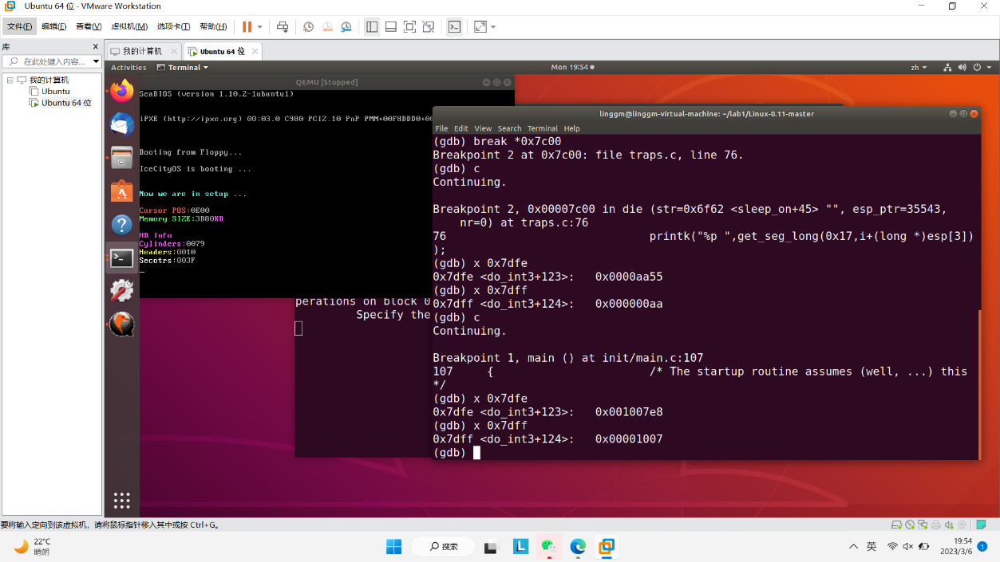 Ubuntu 64 位 - VMware Workstation
文件(F) 编辑(E) 查看(V) 虚拟机(M) 选项卡(T) 帮助(H)
库
在此处键入内容...
我的计算机
Ubuntu
Ubuntu 64 位
我的计算机 Ubuntu 64 位
Activities Terminal Mon 19:54 zh
QEMU [Stopped]
SeaBIOS (version 1.10.2-1ubuntu1)
iPXE (http://ipxe.org) 00:03.0 C980 PCI2.10 PnP PMM+00F8DDD0+00
Booting from Floppy...
IceCityOS is booting ...
Now we are in setup ...
Cursor POS:0E00
Memory SIZE:3B80KB
HD Info
Cylinders:0079
Headers:0010
Secotrs:003F
perations on block 0
Specify the
linggm@linggm-virtual-machine: ~/lab1/Linux-0.11-master
File Edit View Search Terminal Help
(gdb) break *0x7c00
Breakpoint 2 at 0x7c00: file traps.c, line 76.
(gdb) c
Continuing.
Breakpoint 2, 0x00007c00 in die (str=0x6f62 <sleep_on+45> "", esp_ptr=35543,
nr=0) at traps.c:76
76 printk("%p ",get_seg_long(0x17,i+(long *)esp[3])
);
(gdb) x 0x7dfe
0x7dfe <do_int3+123>: 0x0000aa55
(gdb) x 0x7dff
0x7dff <do_int3+124>: 0x000000aa
(gdb) c
Continuing.
Breakpoint 1, main () at init/main.c:107
107 { /* The startup routine assumes (well, ...) this
*/
(gdb) x 0x7dfe
0x7dfe <do_int3+123>: 0x001007e8
(gdb) x 0x7dff
0x7dff <do_int3+124>: 0x00001007
(gdb)
要将输入定向到该虚拟机，请将鼠标指针移入其中或按 Ctrl+G。
22°C
晴朗
搜索
英
19:54
2023/3/6
1